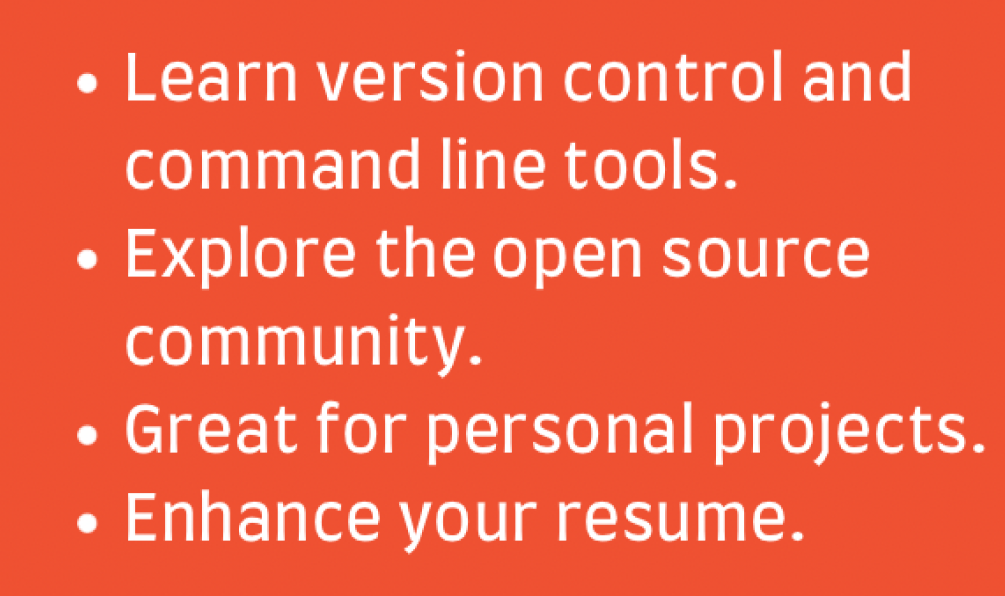 • Learn version control and
command line tools.
• Explore the open source
community.
• Great for personal projects.
• Enhance your resume.